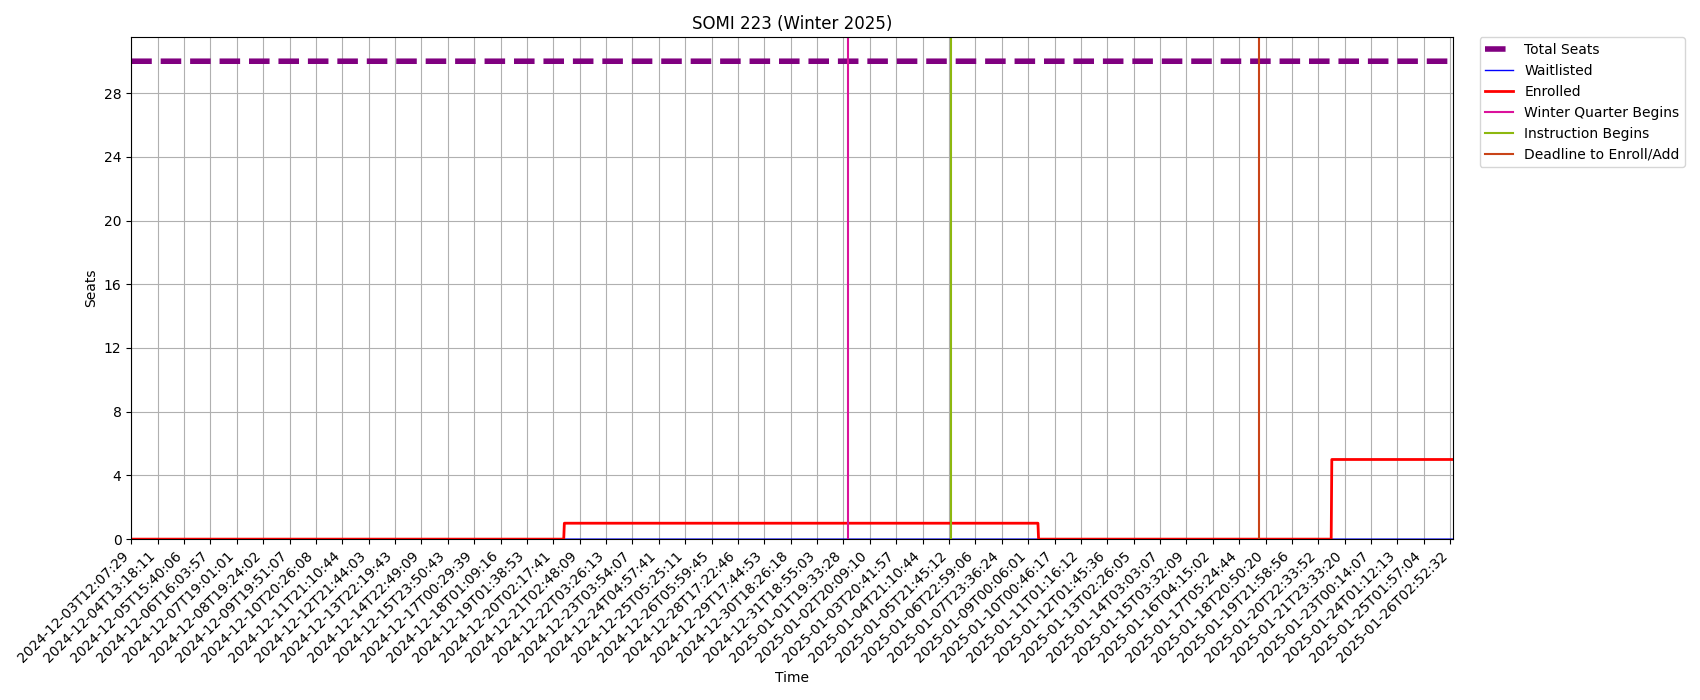 SOMI 223 (Winter 2025)
Total Seats
Waitlisted
Enrolled
Winter Quarter Begins
Instruction Begins
Deadline to Enroll/Add
28
24
20
16
12
8
4
0
Seats
2024-12-03T12:07:29
2024-12-04T13:18:11
2024-12-05T15:40:06
2024-12-06T16:03:57
2024-12-07T19:01:01
2024-12-08T19:24:02
2024-12-09T19:51:07
2024-12-10T20:26:08
2024-12-11T21:10:44
2024-12-12T21:44:03
2024-12-13T22:19:43
2024-12-14T22:49:09
2024-12-15T23:50:43
2024-12-17T00:29:39
2024-12-18T01:09:16
2024-12-19T01:38:53
2024-12-20T02:17:41
2024-12-21T02:48:09
2024-12-22T03:26:13
2024-12-23T03:54:07
2024-12-24T04:57:41
2024-12-25T05:25:11
2024-12-26T05:59:45
2024-12-28T17:22:46
2024-12-29T17:44:53
2024-12-30T18:26:18
2024-12-31T18:55:03
2025-01-01T19:33:28
2025-01-02T20:09:10
2025-01-03T20:41:57
2025-01-04T21:10:44
2025-01-05T21:45:12
2025-01-06T22:59:06
2025-01-07T23:36:24
2025-01-09T00:06:01
2025-01-10T00:46:17
2025-01-11T01:16:12
2025-01-12T01:45:36
2025-01-13T02:26:05
2025-01-14T03:03:07
2025-01-15T03:32:09
2025-01-16T04:15:02
2025-01-17T05:24:44
2025-01-18T20:50:20
2025-01-19T21:58:56
2025-01-20T22:33:52
2025-01-21T23:33:20
2025-01-23T00:14:07
2025-01-24T01:12:13
2025-01-25T01:57:04
2025-01-26T02:52:32
Time